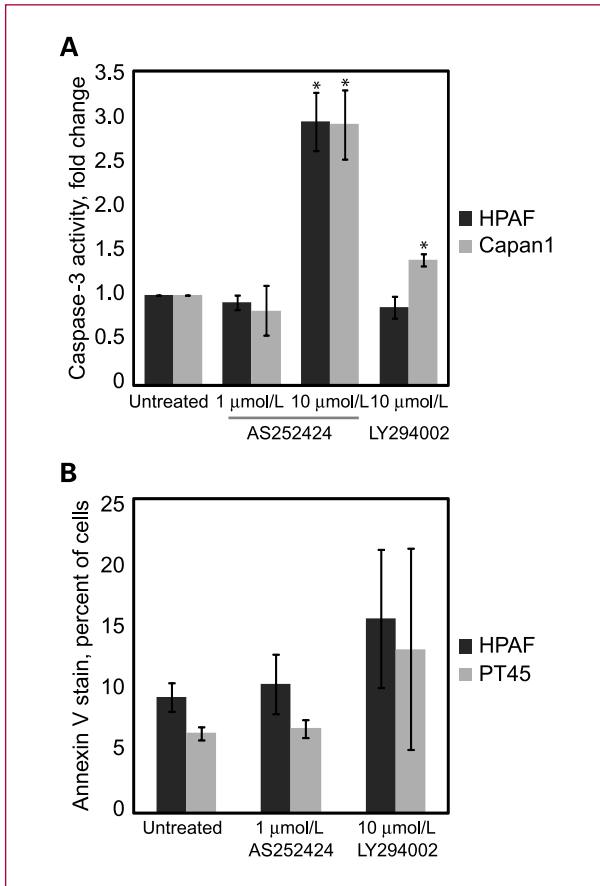 A
3.5
3.0
2.5
2.0
1.5
1.0
0.5
0
Caspase-3 activity, fold change
* *
*
HPAF
Capan1
Untreated 1 μmol/L 10 μmol/L 10 μmol/L
AS252424 LY294002
B
25
20
15
10
5
0
Annexin V stain, percent of cells
HPAF
PT45
Untreated 1 μmol/L 10 μmol/L
AS252424 LY294002